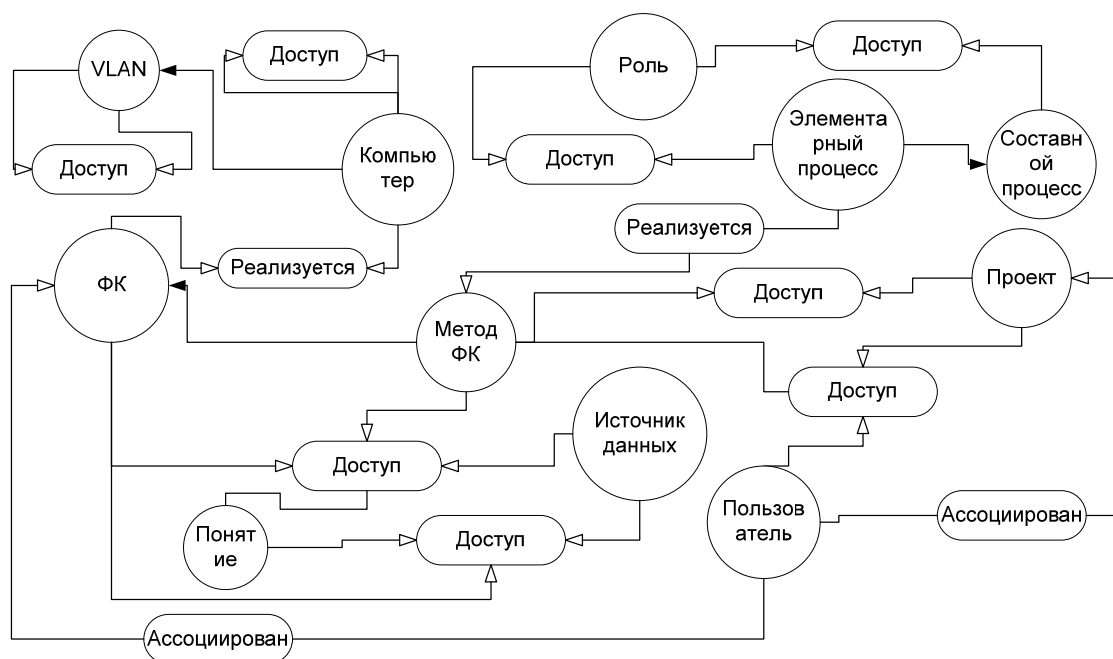 Доступ
Доступ
VLAN
Роль
Элемента
рный
процесс
Компью
тер
Составн
ой
процесс
Доступ
Доступ
Реализуется
ФК
Реализуется
Проект
Доступ
Метод
ФК
Доступ
Источник
данных
Доступ
Пользов
атель
Ассоциирован
Понят
ие
Доступ
Ассоциирован